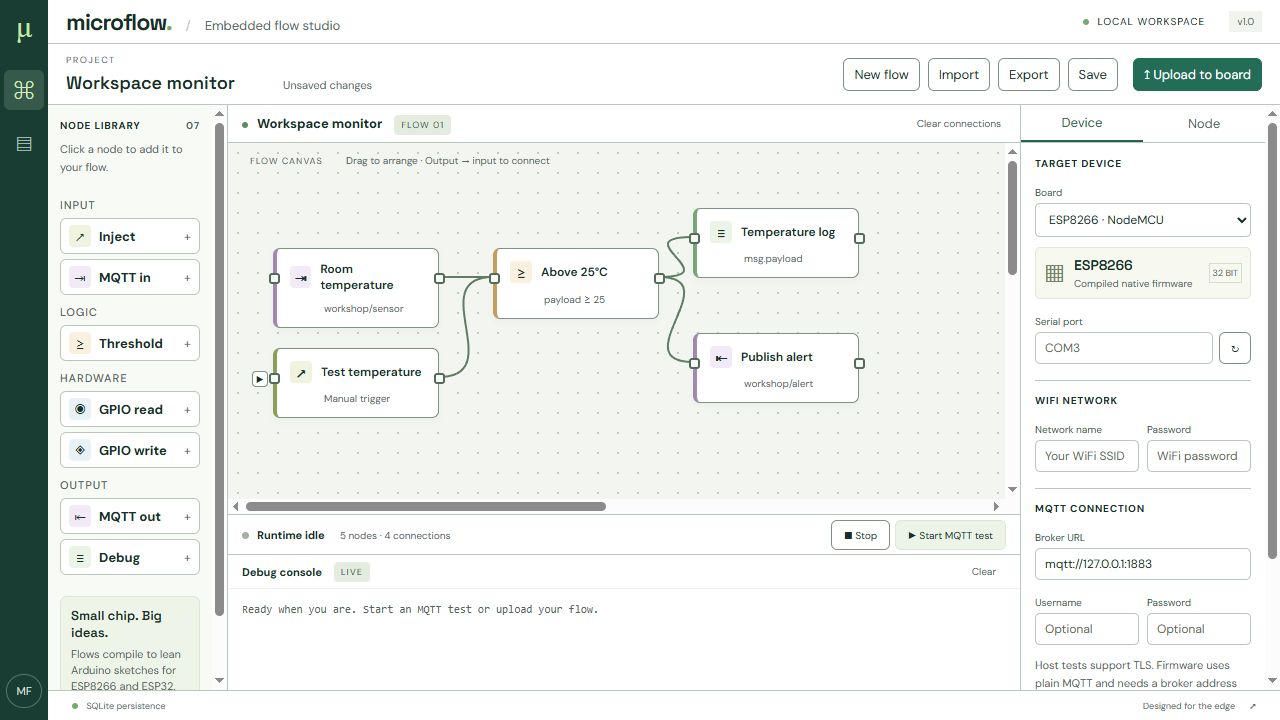 μ
microflow.
/
Embedded flow studio
LOCAL WORKSPACE
v1.0
PROJECT
Workspace monitor
Unsaved changes
New flow
Import
Export
Save
↥ Upload to board
NODE LIBRARY
07
Click a node to add it to
your flow.
INPUT
Inject +
MQTT in +
LOGIC
≥ Threshold +
HARDWARE
GPIO read +
GPIO write +
OUTPUT
MQTT out +
Debug +
Small chip. Big
ideas.
Flows compile to lean
Arduino sketches for
ESP8266 and ESP32.
MF
Workspace monitor
FLOW 01
Clear connections
FLOW CANVAS
Drag to arrange · Output → input to connect
Room
temperature
workshop/sensor
Test temperature
Manual trigger
≥ Above 25°C
payload ≥ 25
Temperature log
msg.payload
Publish alert
workshop/alert
Runtime idle
5 nodes · 4 connections
■ Stop
▶ Start MQTT test
Debug console
LIVE
Clear
Ready when you are. Start an MQTT test or upload your flow.
Device
Node
TARGET DEVICE
Board
ESP8266 · NodeMCU
ESP8266
Compiled native firmware
32 BIT
Serial port
COM3
↻
WIFI NETWORK
Network name
Password
Your WiFi SSID
WiFi password
MQTT CONNECTION
Broker URL
mqtt://127.0.0.1:1883
Username
Password
Optional
Optional
Host tests support TLS. Firmware uses
plain MQTT and needs a broker address
SQLite persistence
Designed for the edge ↗